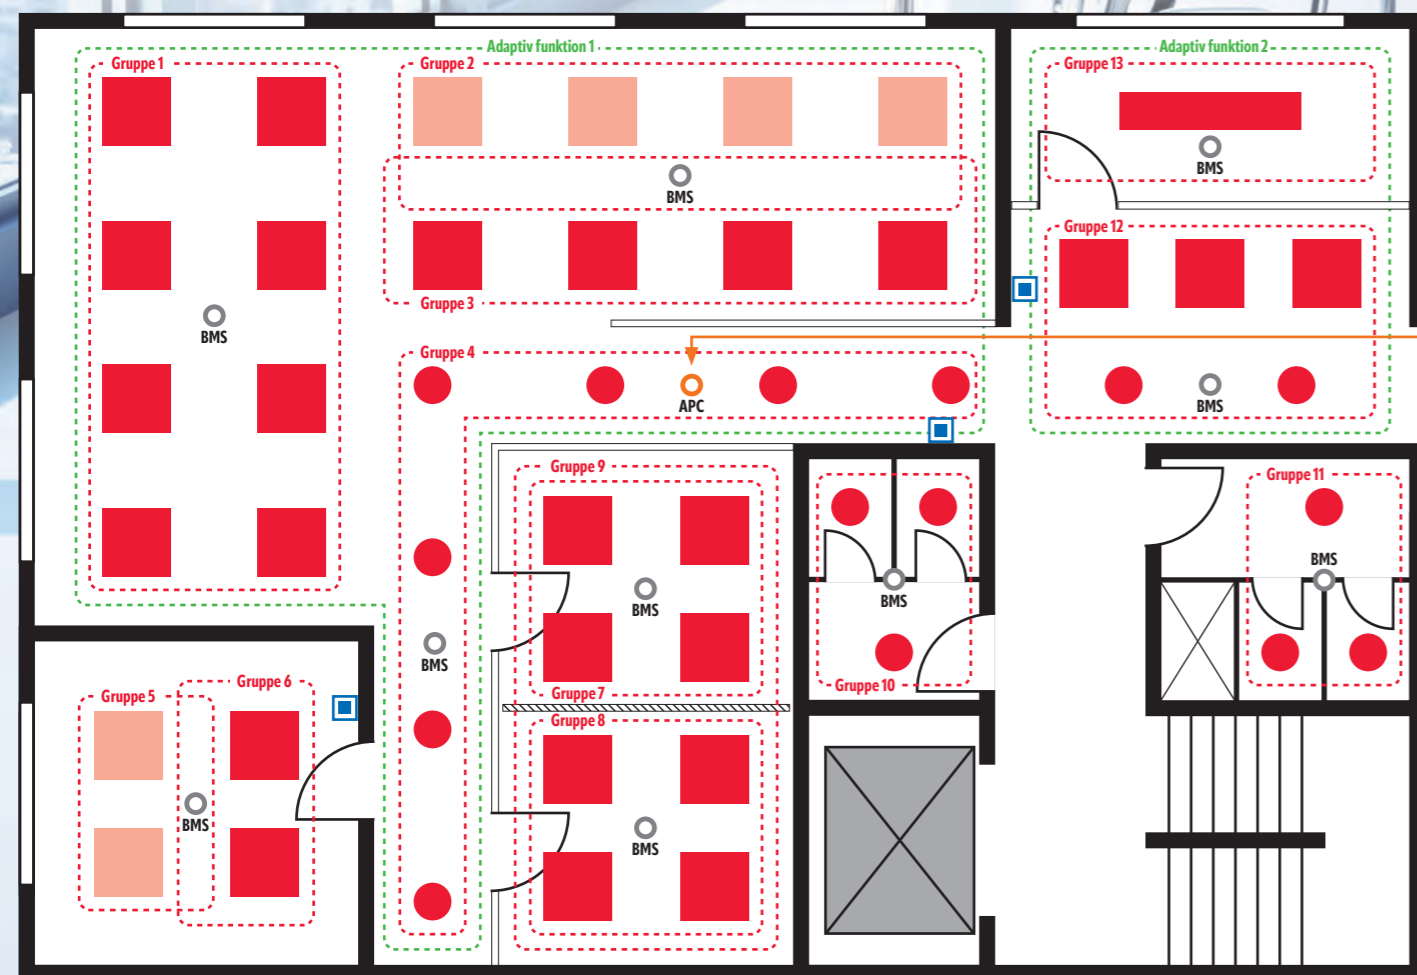 Adaptiv funktion 1
Adaptiv funktion 2
Gruppe 1
Gruppe 2
Gruppe 13
BMS
BMS
Gruppe 12
Gruppe 3
BMS
Gruppe 4
APC
BMS
Gruppe 9
Gruppe 11
BMS
BMS
BMS
BMS
Gruppe 6
Gruppe 10
Gruppe 5
Gruppe 7
Gruppe 8
BMS
BMS